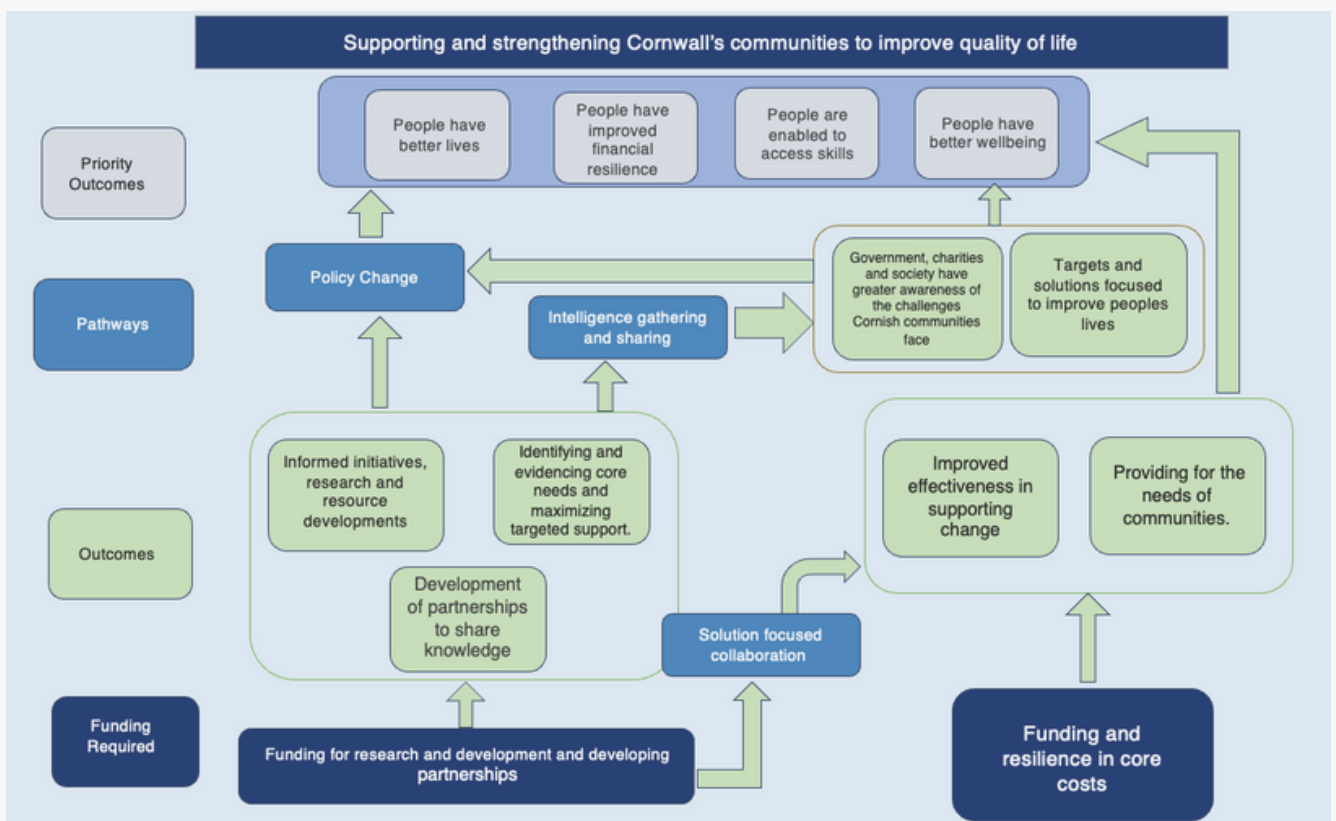 Supporting and strengthening Cornwall's communities to improve quality of life
Priority
Outcomes
People have
better lives
People have
improved
financial
resilience
People are
enabled to
access skills
People have
better wellbeing
Pathways
Policy Change
Intelligence gathering
and sharing
Government, charities
and society have
greater awareness of
the challenges
Cornish communities
face
Targets and
solutions focused
to improve peoples
lives
Outcomes
Informed initiatives,
research and
resource
developments
Identifying and
evidencing core
needs and
maximizing
targeted support.
Development
of partnerships
to share
knowledge
Solution focused
collaboration
Improved
effectiveness in
supporting
change
Providing for the
needs of
communities.
Funding
Required
Funding for research and development and developing
partnerships
Funding and
resilience in core
costs